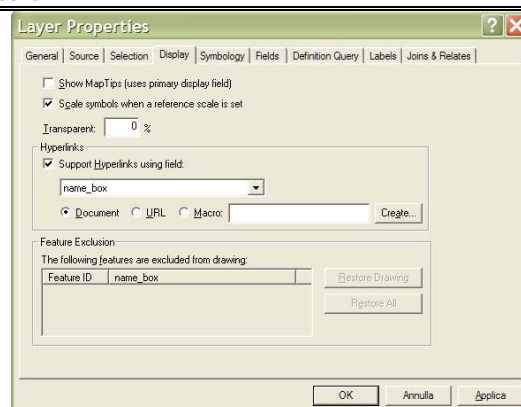 Layer Properties
General Source Selection Display Symbology Fields Definition Query Labels Joins & Relates
Show MapTips (uses primary display field)
Scale symbols when a reference scale is set
Transparent: 0 %
Hyperlinks
Support Hyperlinks using field:
name_box
Document URL Macro: Create...
Feature Exclusion
The following features are excluded from drawing:
Feature ID name_box
Restore Drawing
Restore All
OK Annulla Applica